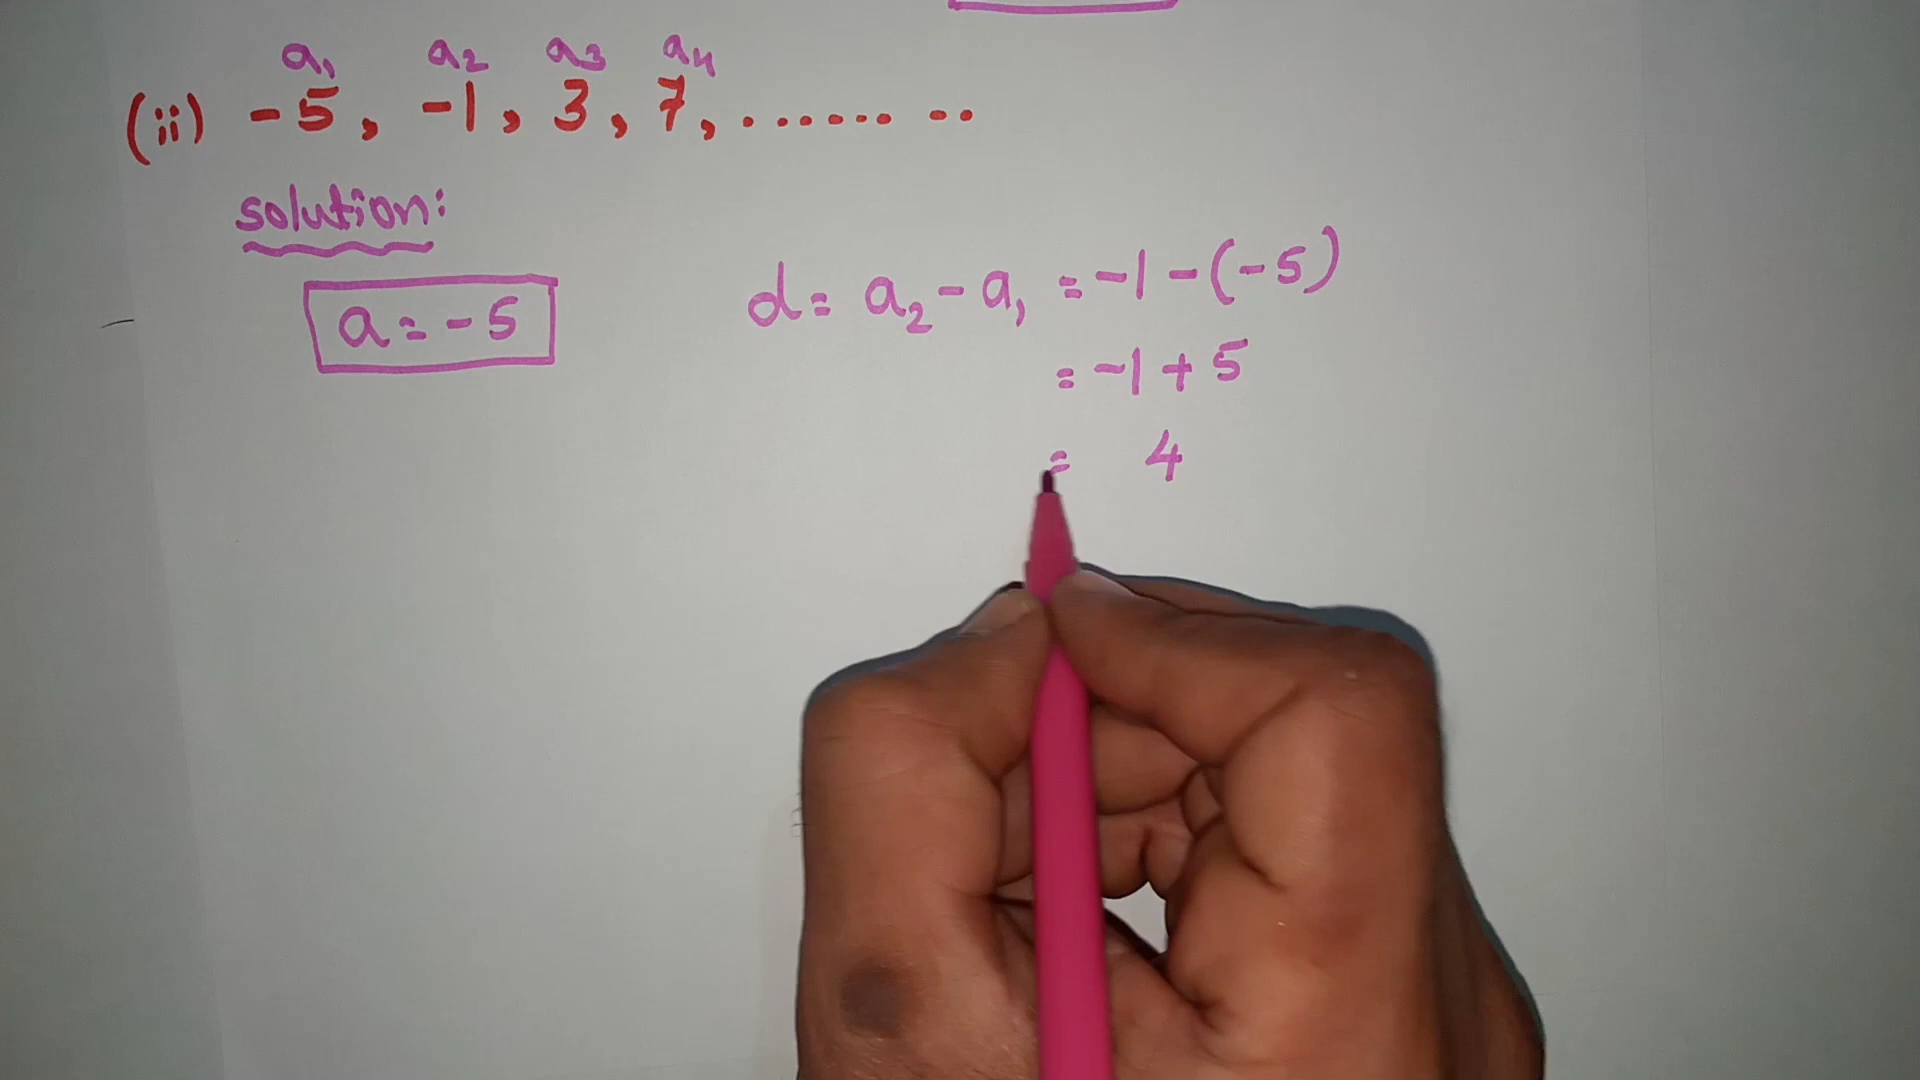 a₁ a₂ a₃ a₄
(ii) -5, -1, 3, 7, .........
solution:
a = -5
d = a₂ - a₁ = -1 - (-5)
= -1 + 5
= 4